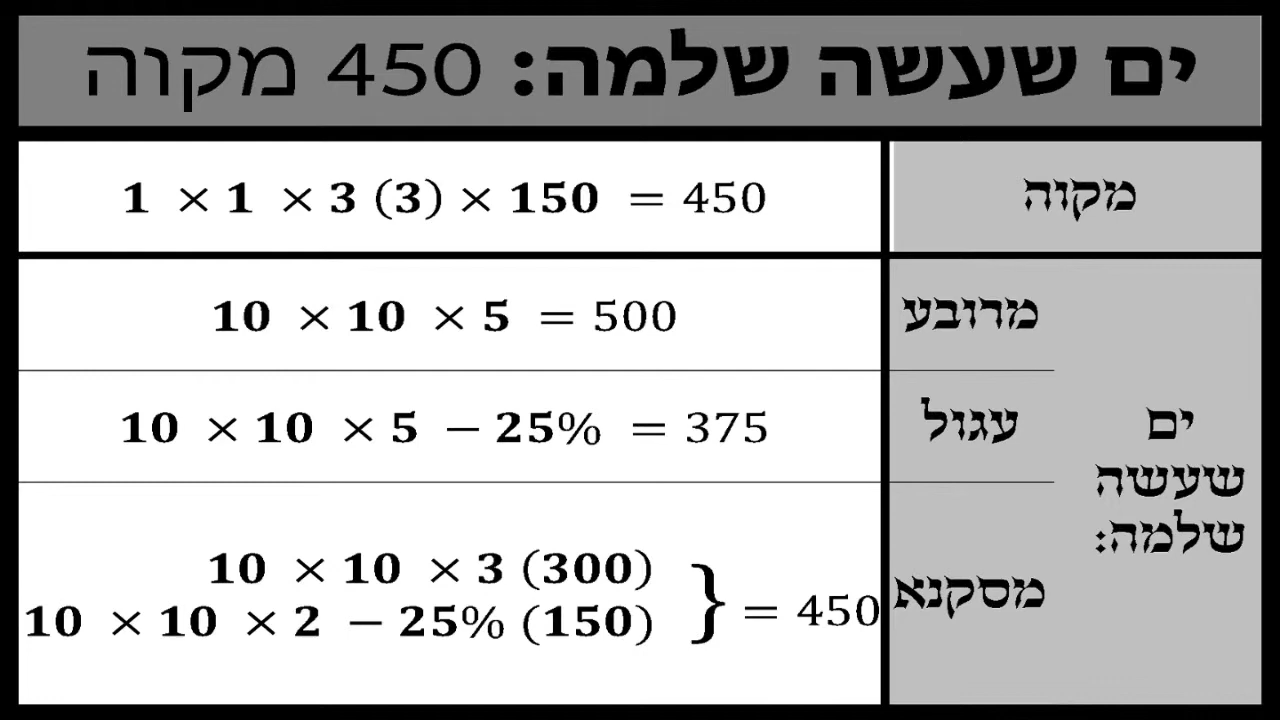 ים שעשה שלמה: 450 מקוה
מקוה
1 × 1 × 3 (3) × 150 = 450
ים
שעשה
שלמה:
מרובע
10 × 10 × 5 = 500
עגול
10 × 10 × 5 − 25% = 375
מסקנא
10 × 10 × 3 (300)
10 × 10 × 2 − 25% (150)
} = 450